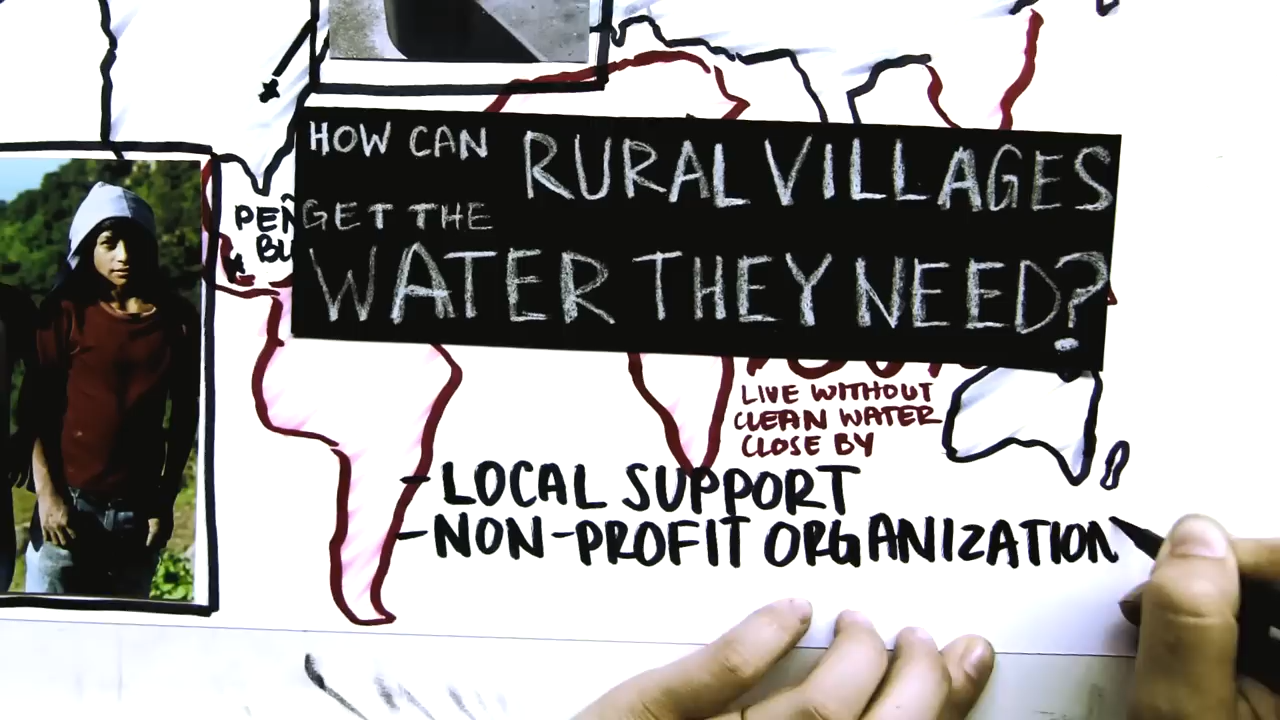 HOW CAN RURAL VILLAGES
GET THE
WATER THEY NEED?
LIVE WITHOUT
CLEAN WATER
CLOSE BY
- LOCAL SUPPORT
- NON-PROFIT ORGANIZATION